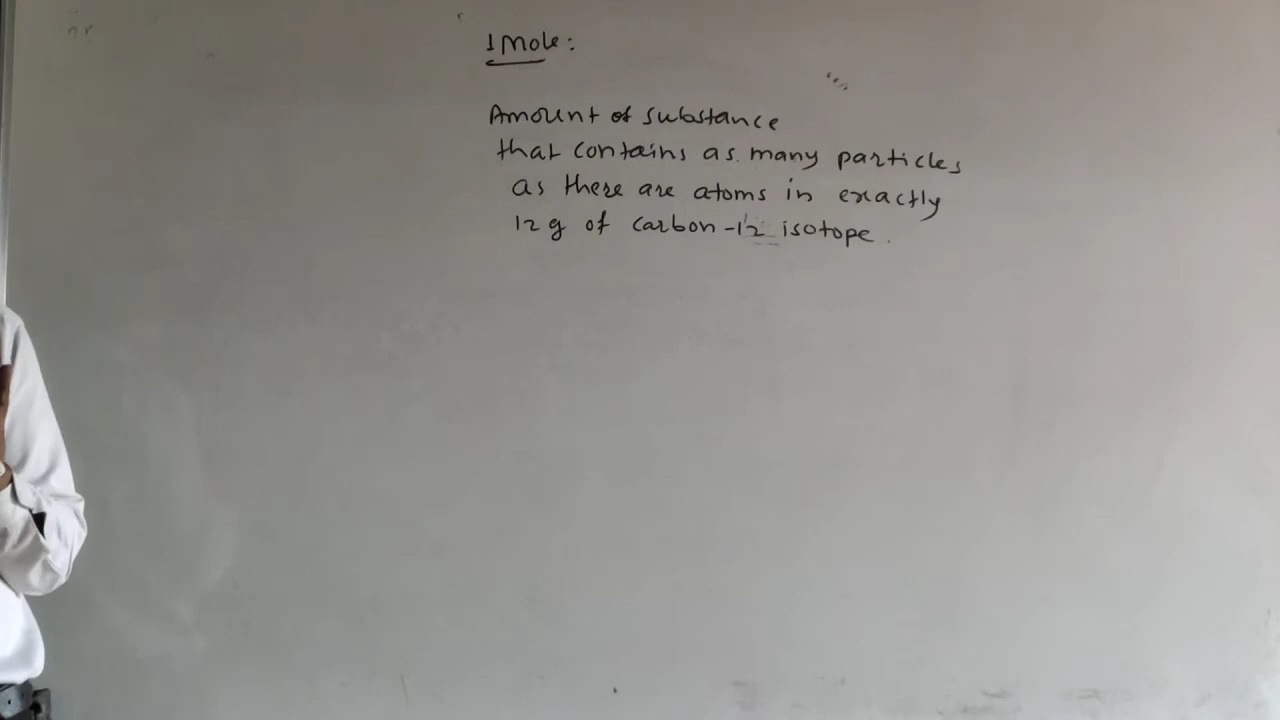 1 Mole:
Amount of substance
that contains as many particles
as there are atoms in exactly
12 g of carbon-12 isotope.